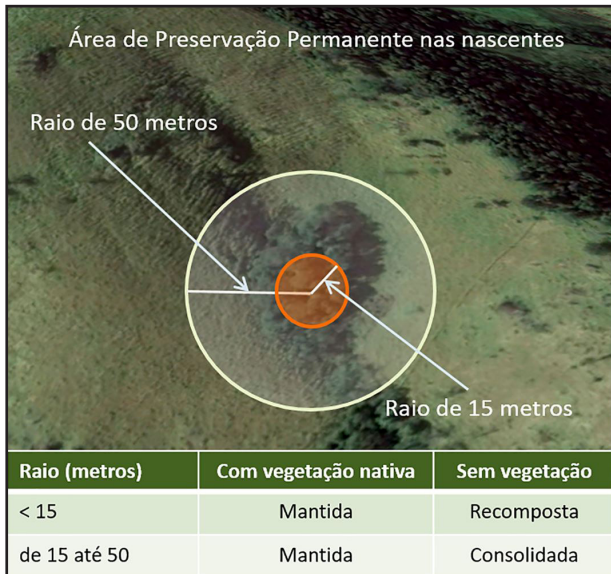 Área de Preservação Permanente nas nascentes
Raio de 50 metros
Raio de 15 metros
Raio (metros) Com vegetação nativa Sem vegetação
< 15 Mantida Recomposta
de 15 até 50 Mantida Consolidada